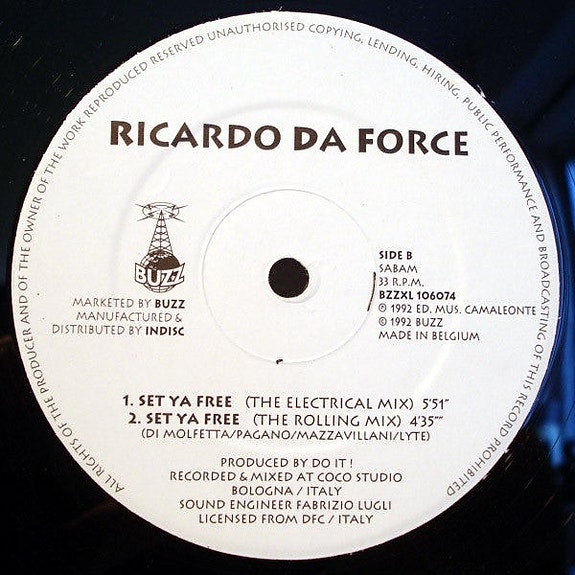 ALL RIGHTS OF THE PRODUCER AND OF THE OWNER OF THE WORK REPRODUCED RESERVED UNAUTHORISED COPYING, LENDING, HIRING, PUBLIC PERFORMANCE AND BROADCASTING OF THIS RECORD PROHIBITED
RICARDO DA FORCE
BUZZ
MARKETED BY BUZZ
MANUFACTURED &
DISTRIBUTED BY INDISC
SIDE B
SABAM
33 R.P.M.
BZZXL 106074
℗ 1992 ED. MUS. CAMALEONTE
© 1992 BUZZ
MADE IN BELGIUM
1. SET YA FREE (THE ELECTRICAL MIX) 5'51"
2. SET YA FREE (THE ROLLING MIX) 4'35""
(DI MOLFETTA/PAGANO/MAZZAVILLANI/LYTE)
PRODUCED BY DO IT !
RECORDED & MIXED AT COCO STUDIO
BOLOGNA / ITALY
SOUND ENGINEER FABRIZIO LUGLI
LICENSED FROM DFC / ITALY